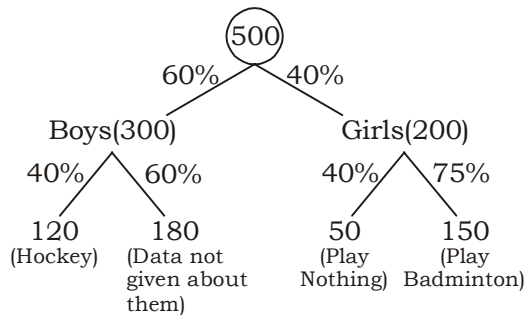 500
60% 40%
Boys(300) Girls(200)
40% 60% 40% 75%
120 180 50 150
(Hockey) (Data not (Play (Play
given about Nothing) Badminton)
them)